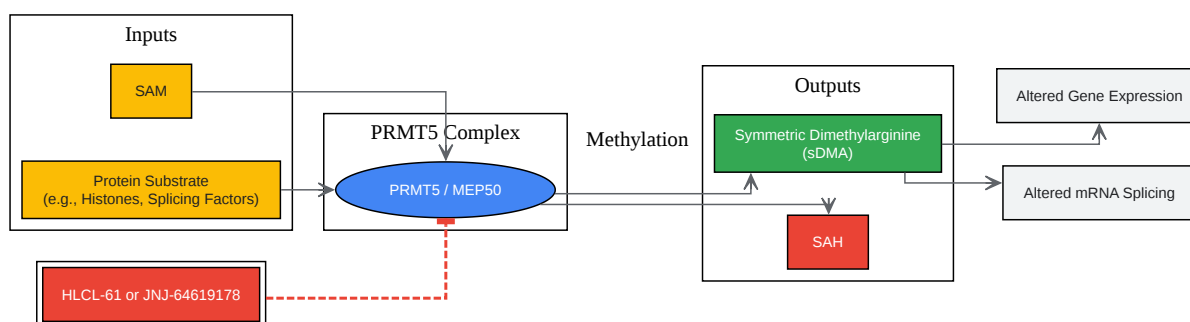 Inputs
SAM
Protein Substrate
(e.g., Histones, Splicing Factors)
HLCL-61 or JNJ-64619178
PRMT5 Complex
PRMT5 / MEP50
Methylation
Outputs
Symmetric Dimethylarginine
(sDMA)
SAH
Altered Gene Expression
Altered mRNA Splicing